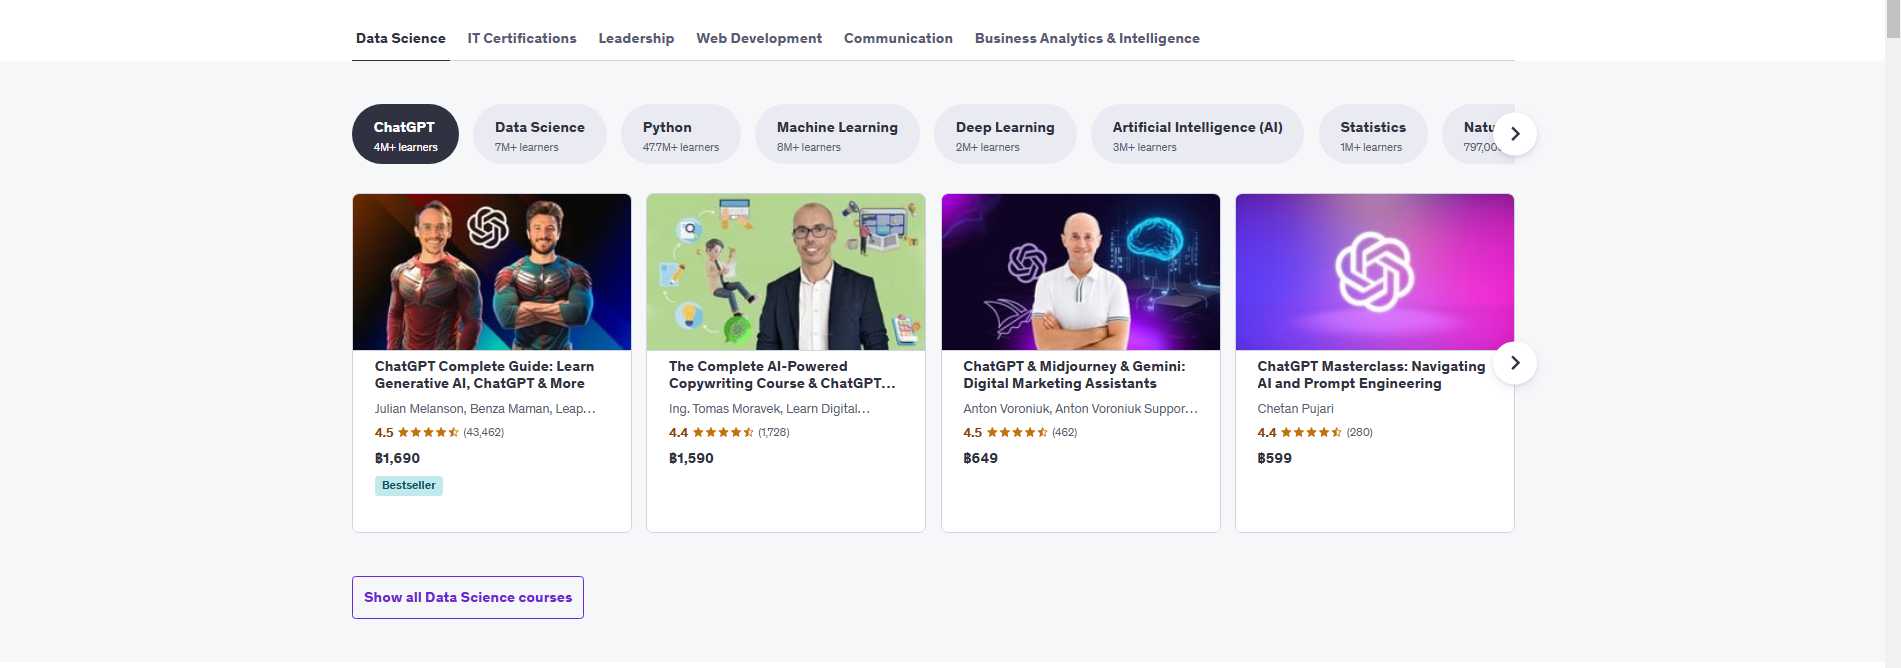 Data Science IT Certifications Leadership Web Development Communication Business Analytics & Intelligence
ChatGPT
4M+ learners
Data Science
7M+ learners
Python
47.7M+ learners
Machine Learning
8M+ learners
Deep Learning
2M+ learners
Artificial Intelligence (AI)
3M+ learners
Statistics
1M+ learners
ChatGPT Complete Guide: Learn
Generative AI, ChatGPT & More
Julian Melanson, Benza Maman, Leap...
4.5 (43,462)
฿1,690
Bestseller
The Complete AI-Powered
Copywriting Course & ChatGPT...
Ing. Tomas Moravek, Learn Digital...
4.4 (1,728)
฿1,590
ChatGPT & Midjourney & Gemini:
Digital Marketing Assistants
Anton Voroniuk, Anton Voroniuk Suppor...
4.5 (462)
฿649
ChatGPT Masterclass: Navigating
AI and Prompt Engineering
Chetan Pujari
4.4 (280)
฿599
Show all Data Science courses